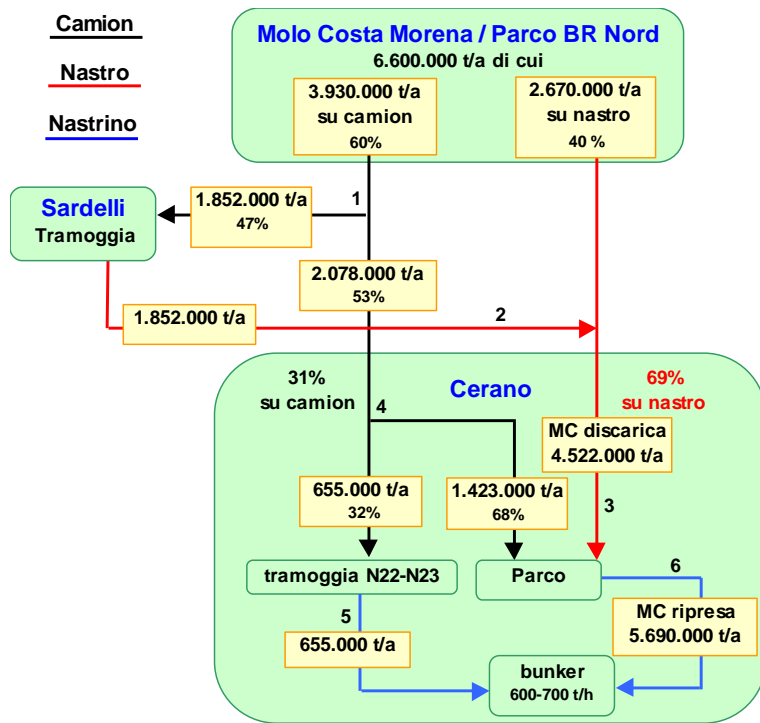 Camion
Nastro
Nastrino
Molo Costa Morena / Parco BR Nord
6.600.000 t/a di cui
3.930.000 t/a
su camion
60%
2.670.000 t/a
su nastro
40 %
Sardelli
Tramoggia
1.852.000 t/a
47%
1
2.078.000 t/a
53%
1.852.000 t/a
2
Cerano
31%
su camion
69%
su nastro
4
MC discarica
4.522.000 t/a
655.000 t/a
32%
1.423.000 t/a
68%
3
tramoggia N22-N23
Parco
6
5
655.000 t/a
MC ripresa
5.690.000 t/a
bunker
600-700 t/h